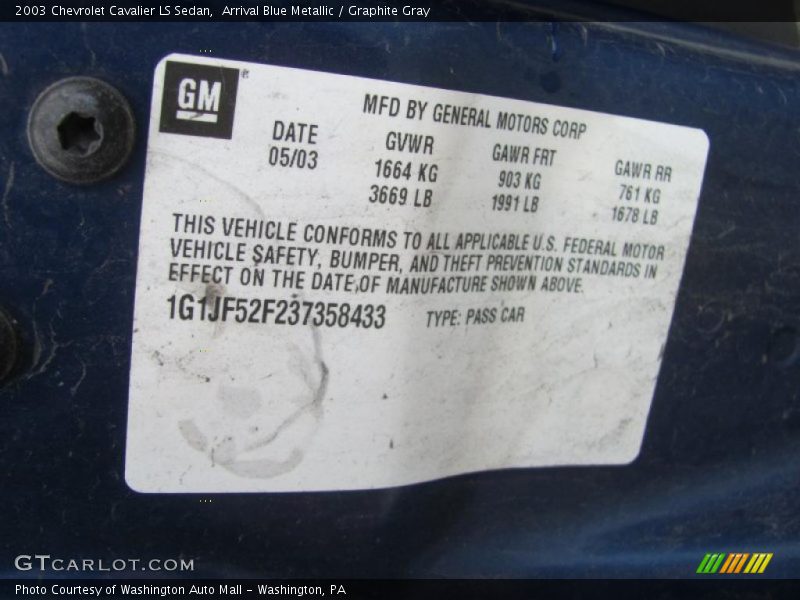 2003 Chevrolet Cavalier LS Sedan, Arrival Blue Metallic / Graphite Gray
GM®
MFD BY GENERAL MOTORS CORP
DATE GVWR GAWR FRT GAWR RR
05/03 1664 KG 903 KG 761 KG
3669 LB 1991 LB 1678 LB
THIS VEHICLE CONFORMS TO ALL APPLICABLE U.S. FEDERAL MOTOR
VEHICLE SAFETY, BUMPER, AND THEFT PREVENTION STANDARDS IN
EFFECT ON THE DATE OF MANUFACTURE SHOWN ABOVE.
1G1JF52F237358433 TYPE: PASS CAR
GTCARLOT.COM
Photo Courtesy of Washington Auto Mall - Washington, PA